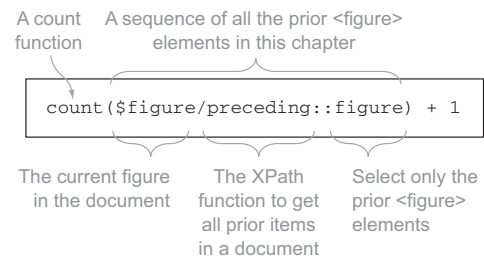 A count
function
A sequence of all the prior <figure>
elements in this chapter
count($figure/preceding::figure) + 1
The current figure
in the document
The XPath
function to get
all prior items
in a document
Select only the
prior <figure>
elements